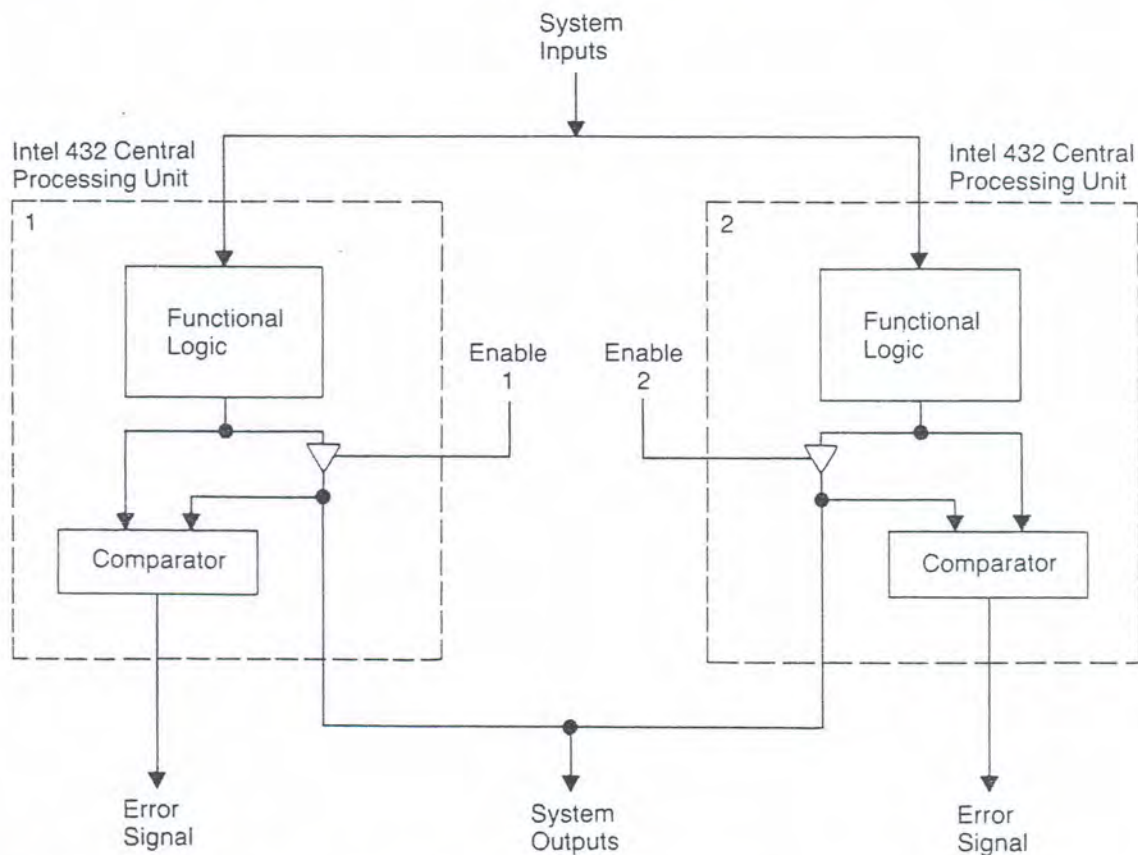 System
Inputs
Intel 432 Central
Processing Unit
Intel 432 Central
Processing Unit
1
2
Functional
Logic
Functional
Logic
Enable
1
Enable
2
Comparator
Comparator
Error
Signal
System
Outputs
Error
Signal